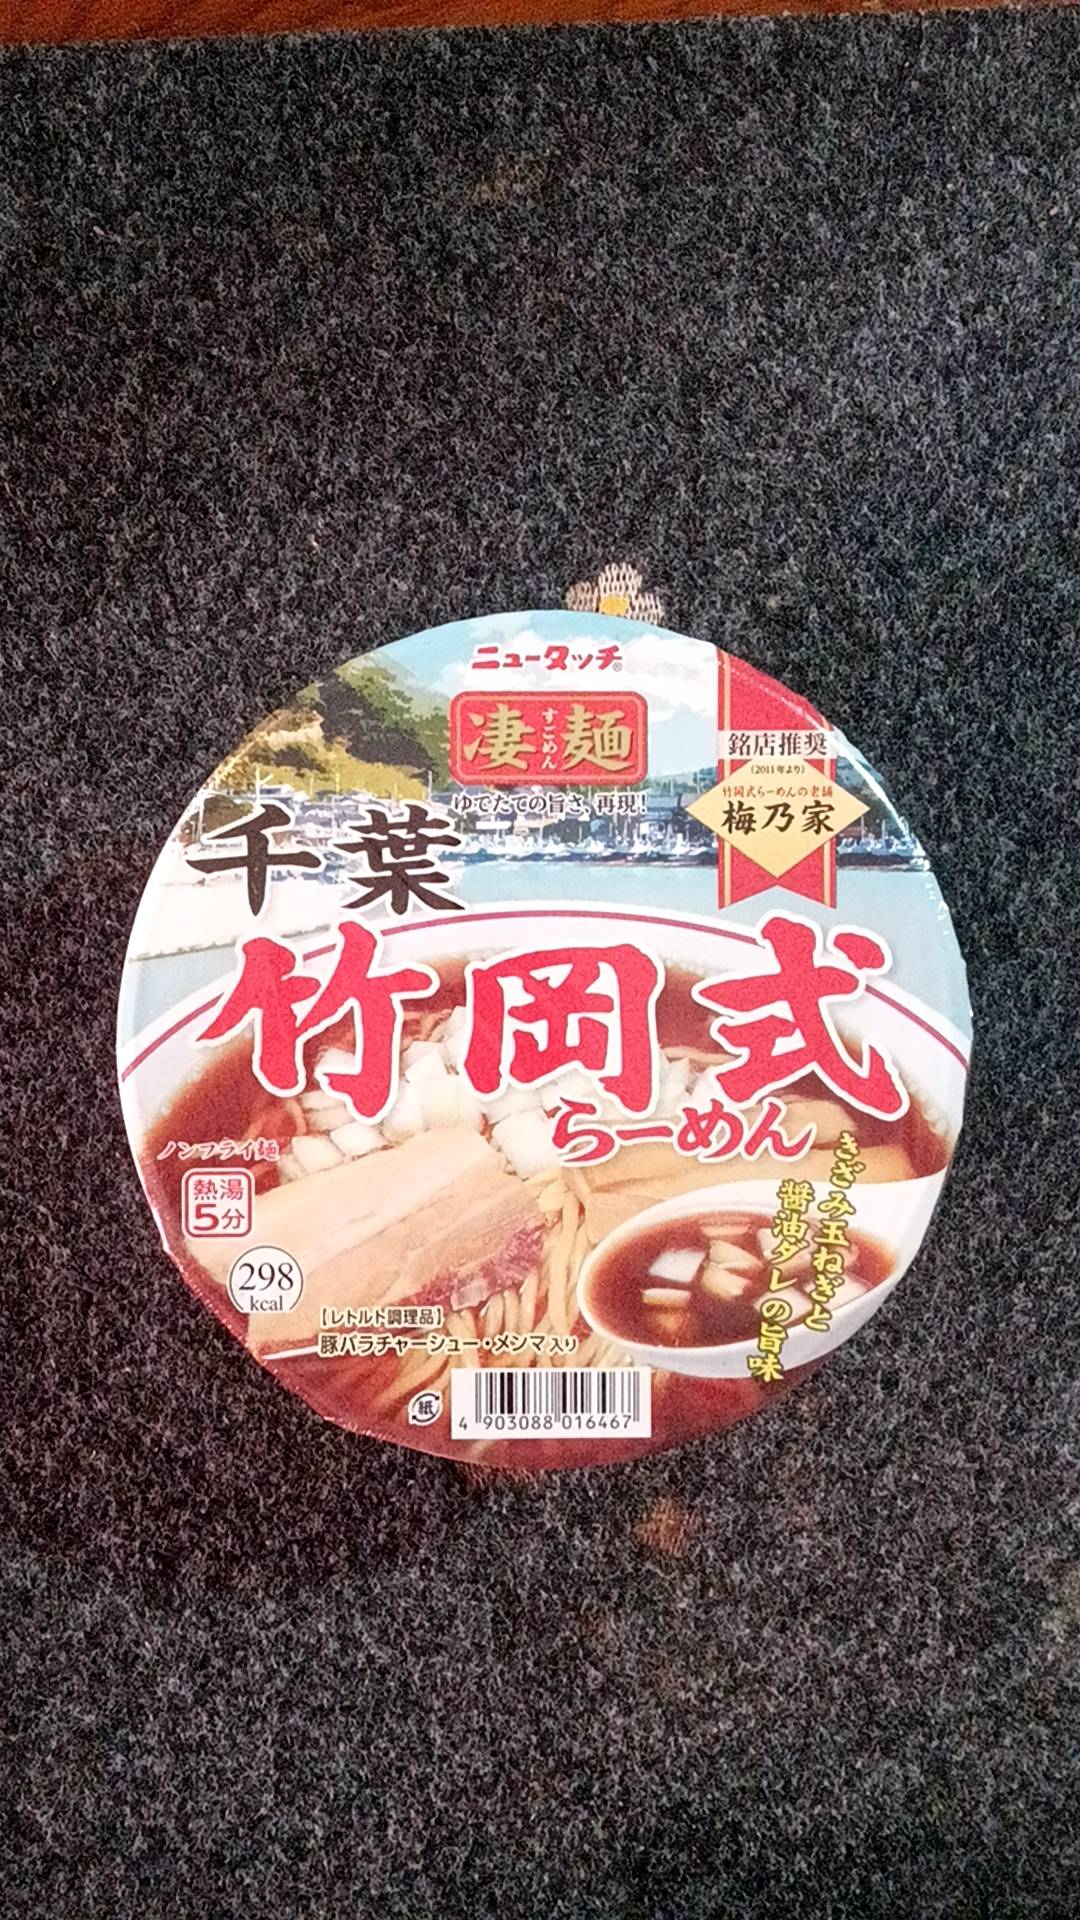 ニュータッチ®
凄麺
すごめん
ゆでたての旨さ、再現!
銘店推奨
(2011年より)
竹岡式らーめんの老舗
梅乃家
千葉
竹岡式
らーめん
ノンフライ麺
熱湯
5分
298
kcal
きざみ玉ねぎと
醤油ダレの旨味
【レトルト調理品】
豚バラチャーシュー・メンマ入り
紙
4 903088 016467